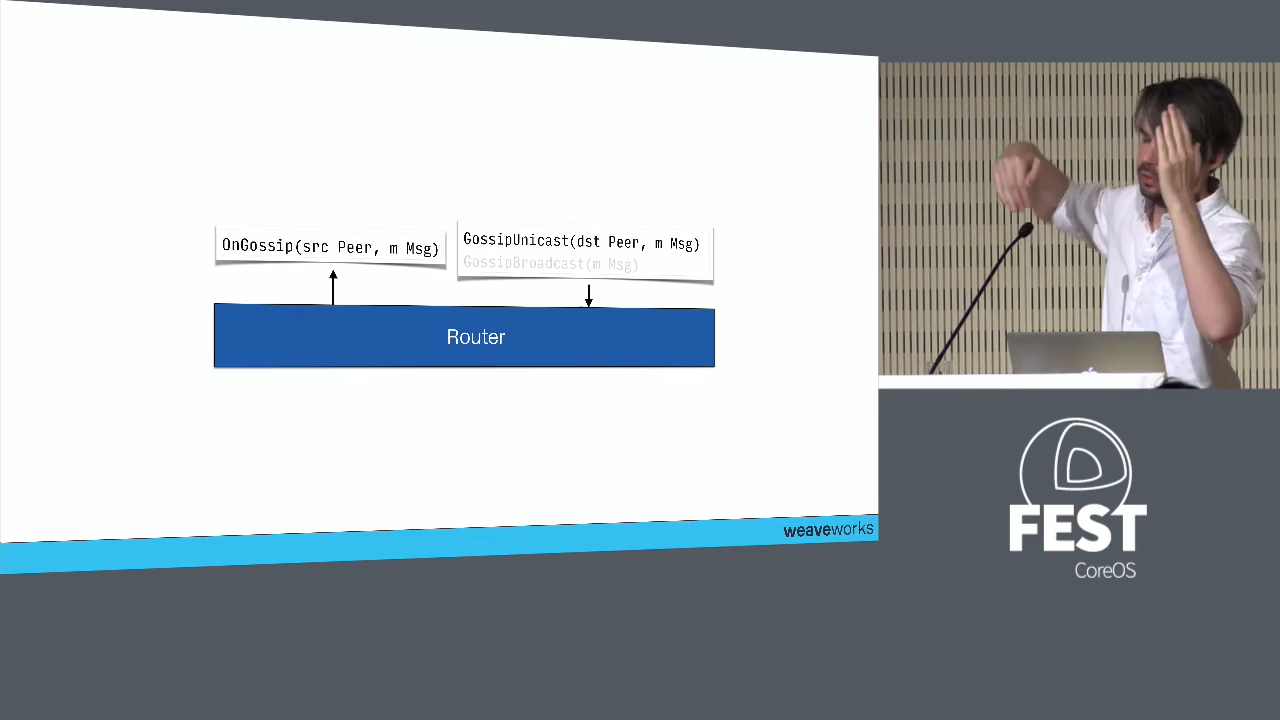 OnGossip(src Peer, m Msg)
GossipUnicast(dst Peer, m Msg)
GossipBroadcast(m Msg)
Router
weaveworks
FEST
CoreOS